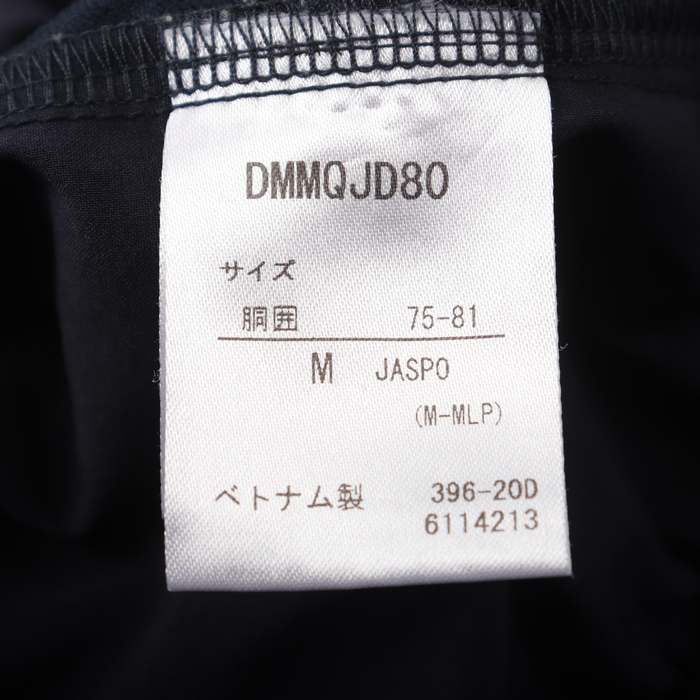 DMMQJD80
サイズ
胴囲 75-81
M JASPO
(M-MLP)
ベトナム製 396-20D
6114213